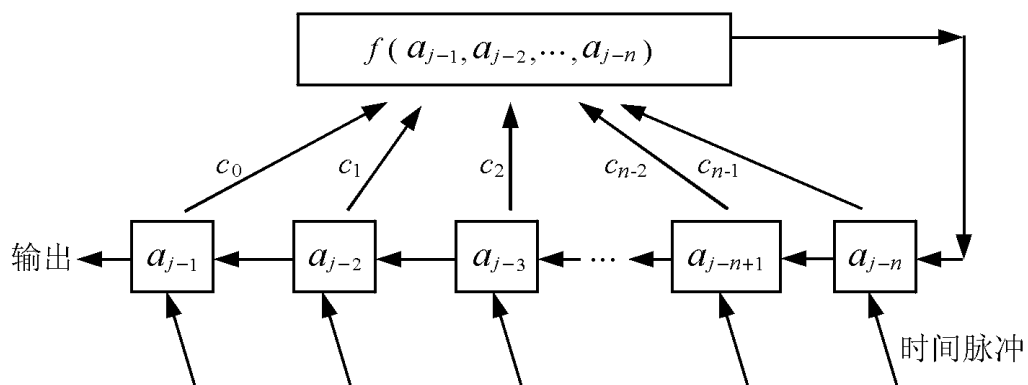 f(a_{j-1}, a_{j-2}, ···, a_{j-n})
c_0 c_1 c_2 c_{n-2} c_{n-1}
输出 a_{j-1} a_{j-2} a_{j-3} ··· a_{j-n+1} a_{j-n}
时间脉冲